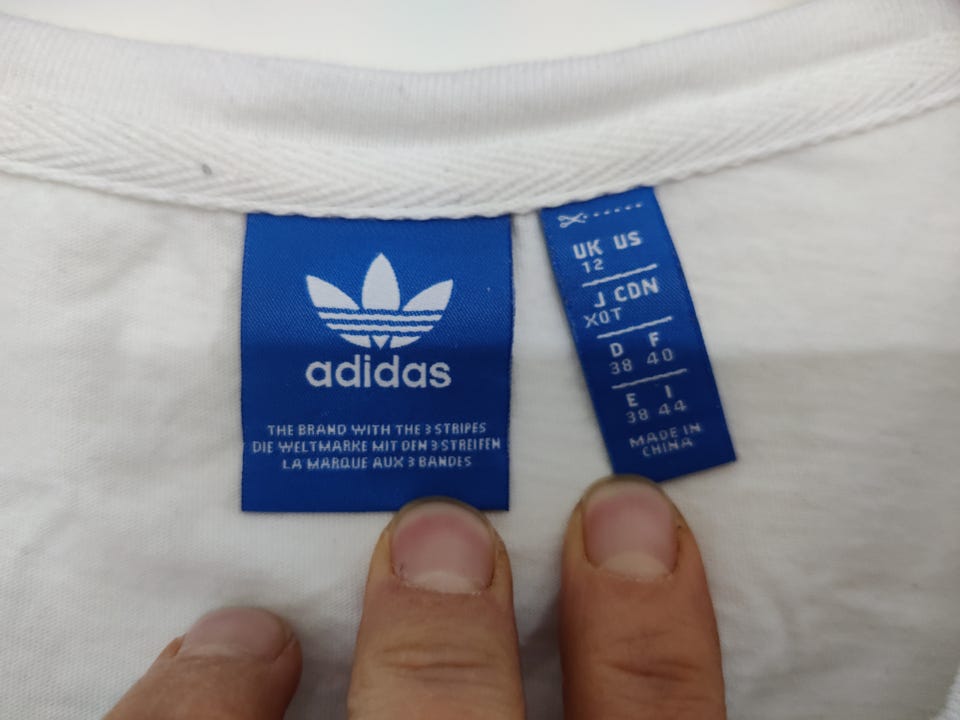 adidas
THE BRAND WITH THE 3 STRIPES
DIE WELTMARKE MIT DEN 3 STREIFEN
LA MARQUE AUX 3 BANDES
UK US
12
J CDN
XOT
D F
38 40
E I
38 44
MADE IN
CHINA